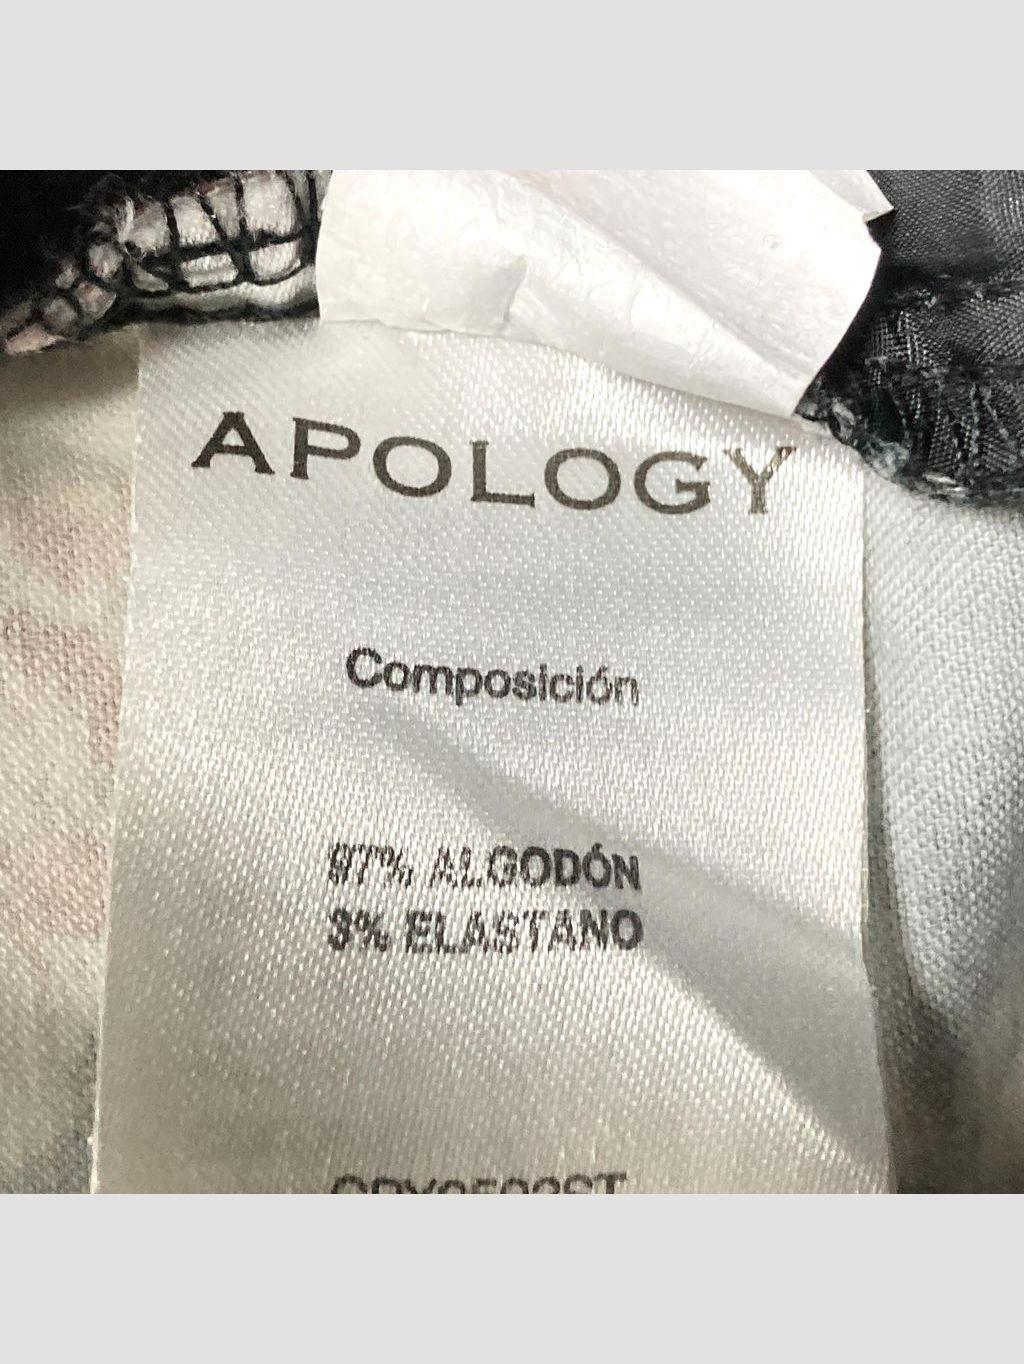 APOLOGY
Composición
97% ALGODÓN
3% ELASTANO